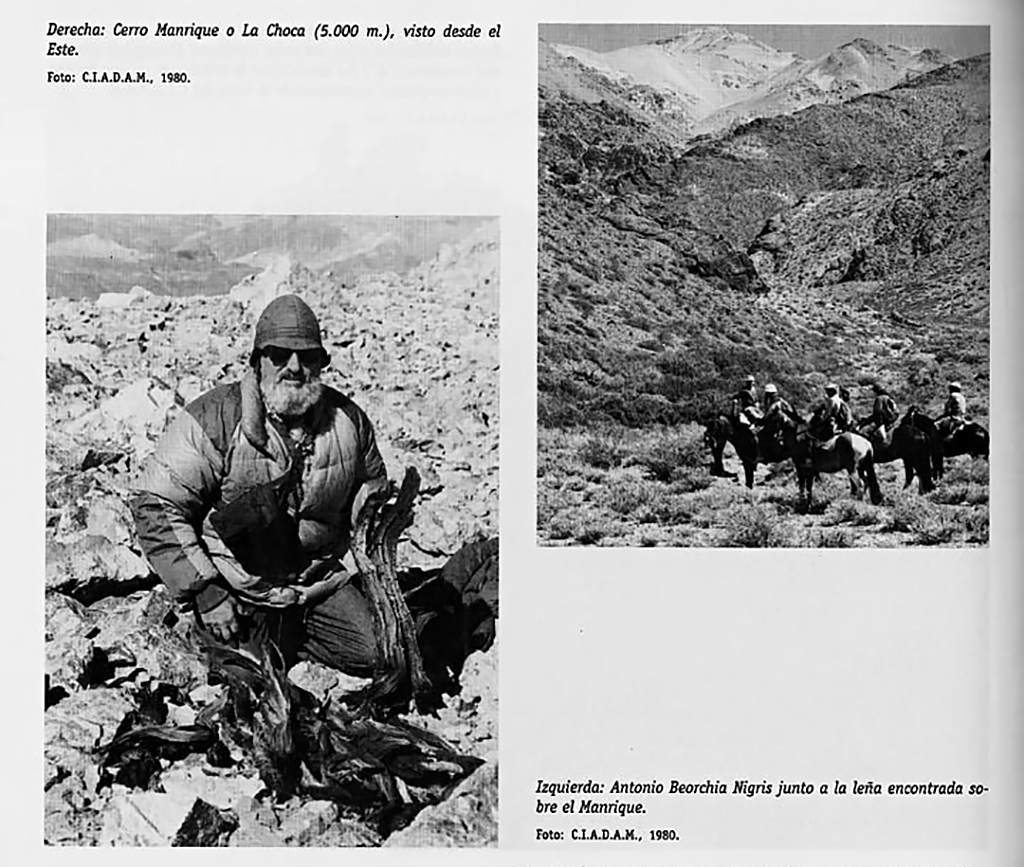 Derecha: Cerro Manrique o La Choca (5.000 m.), visto desde el
Este.
Foto: C.I.A.D.A.M., 1980.
Izquierda: Antonio Beorchia Nigris junto a la leña encontrada so-
bre el Manrique.
Foto: C.I.A.D.A.M., 1980.